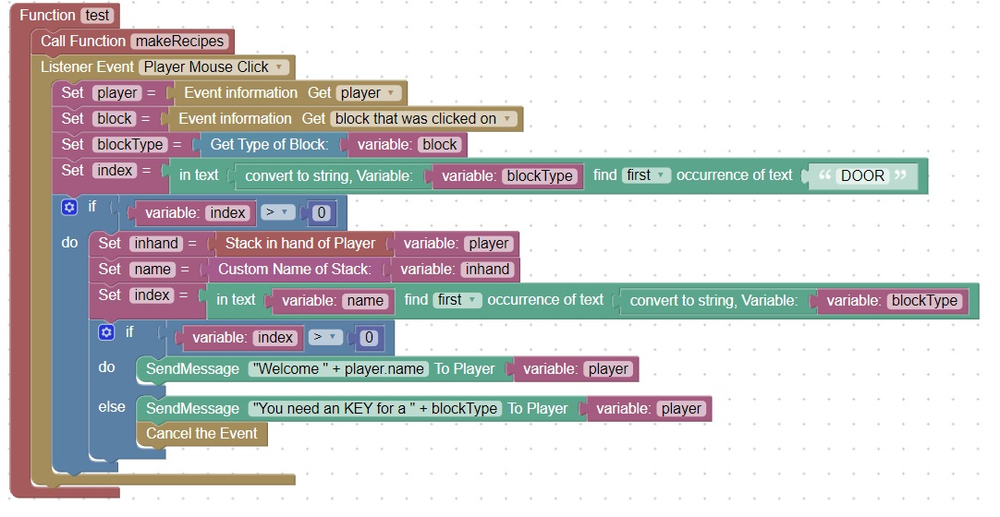 Function test
Call Function makeRecipes
Listener Event Player Mouse Click
Set player = Event information Get player
Set block = Event information Get block that was clicked on
Set blockType = Get Type of Block: variable: block
Set index = in text convert to string, Variable: variable: blockType find first occurrence of text “ DOOR ”
if variable: index > 0
do Set inhand = Stack in hand of Player variable: player
Set name = Custom Name of Stack: variable: inhand
Set index = in text variable: name find first occurrence of text convert to string, Variable: variable: blockType
if variable: index > 0
do SendMessage "Welcome " + player.name To Player variable: player
else SendMessage "You need an KEY for a " + blockType To Player variable: player
Cancel the Event